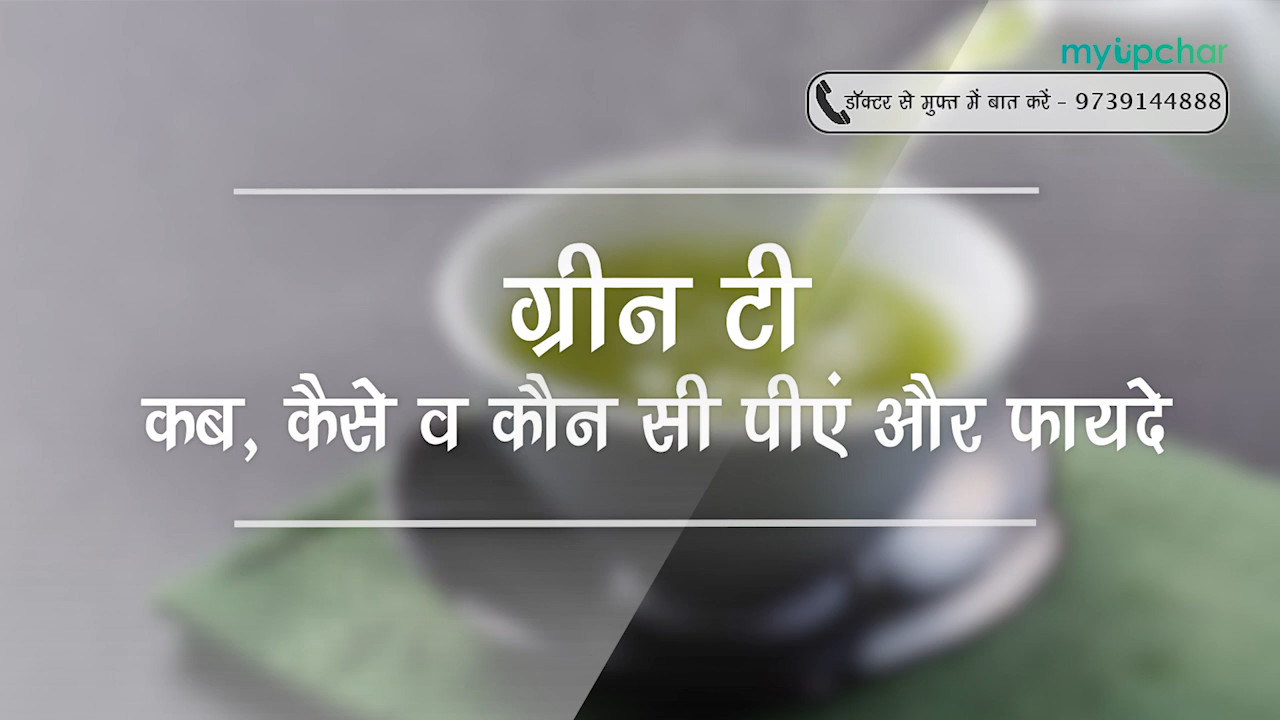 myupchar
डॉक्टर से मुफ्त में बात करें - 9739144888
ग्रीन टी
कब, कैसे व कौन सी पीएं और फायदे